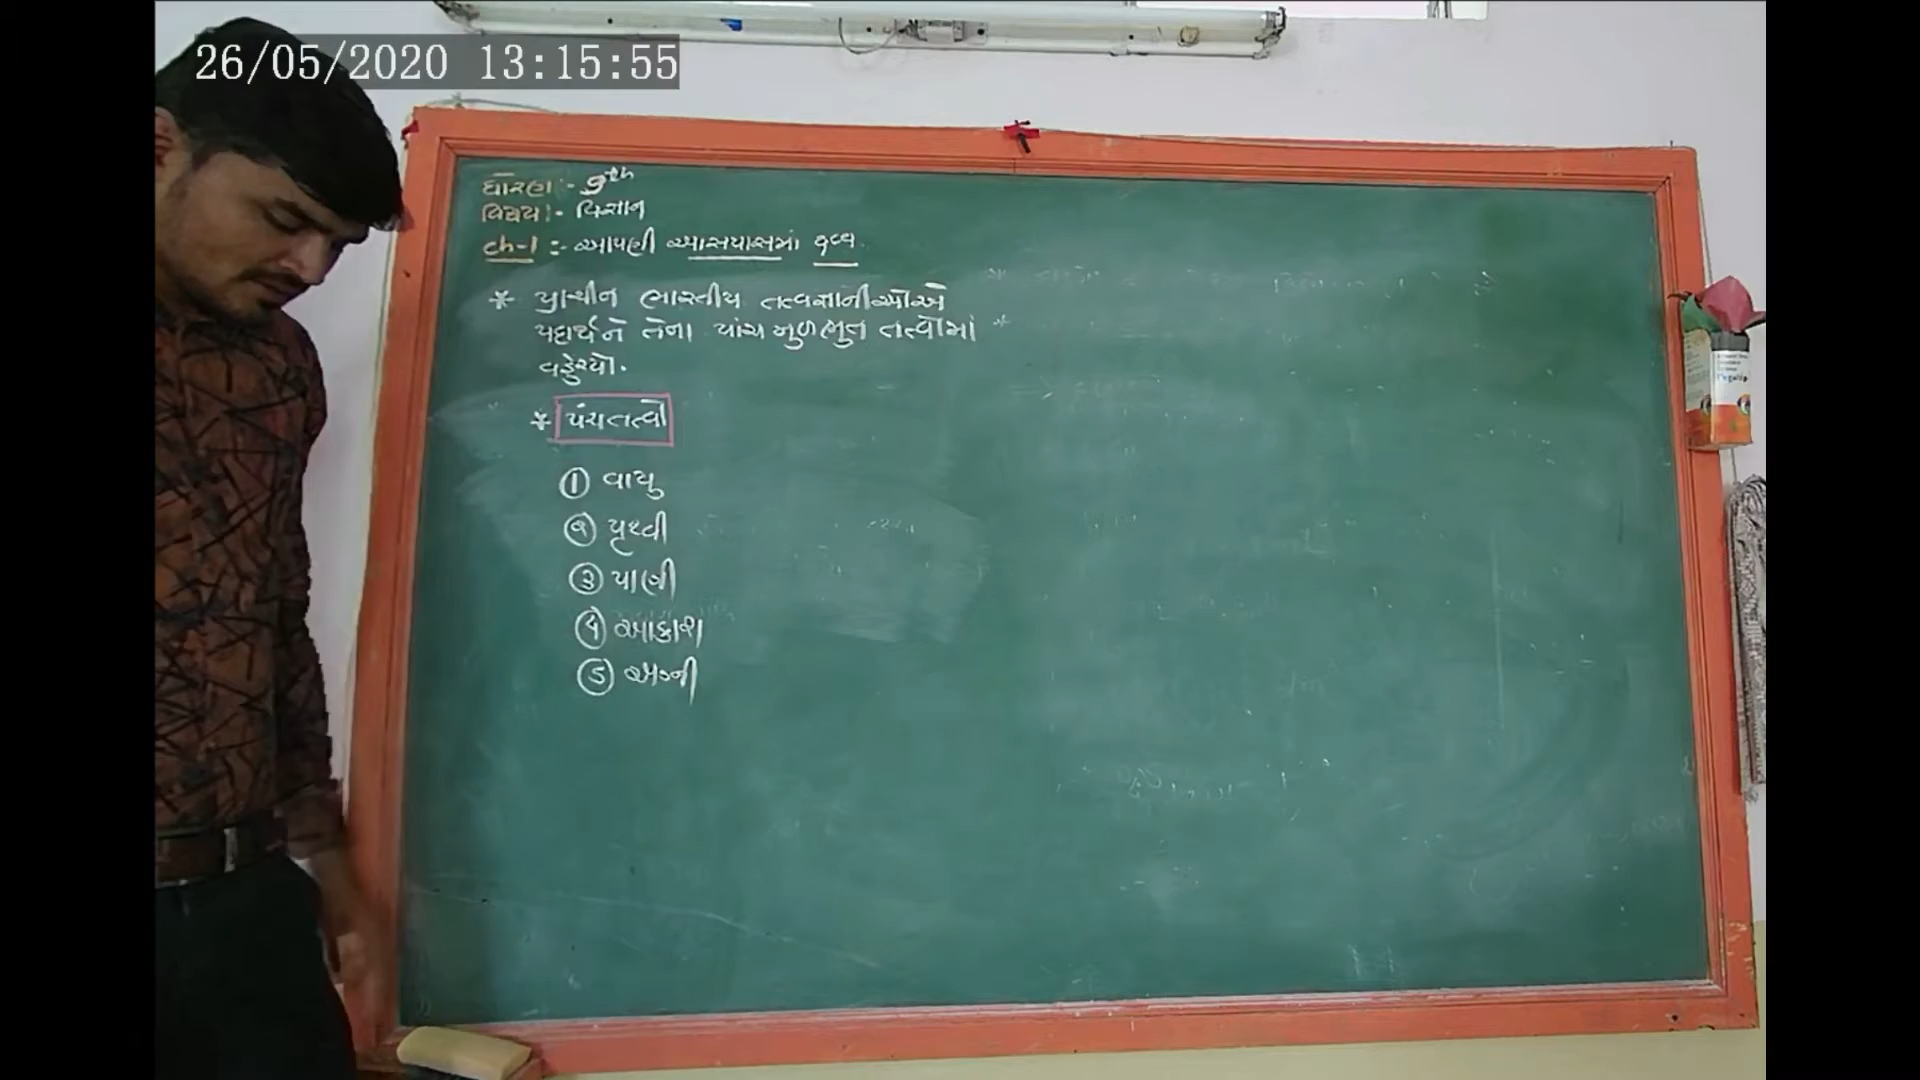 26/05/2020 13:15:55
ધોરણ :- 9th
વિષય :- વિજ્ઞાન
ch-1 :- આપણી આસપાસમાં દ્રવ્ય.
* પ્રાચીન ભારતીય તત્વજ્ઞાનીઓએ
પદાર્થને તેના પાંચ મુળભુત તત્વોમાં
વહેંચ્યો.
* પંચતત્વો
① વાયુ
② પૃથ્વી
③ પાણી
④ આકાશ
⑤ અગ્ની